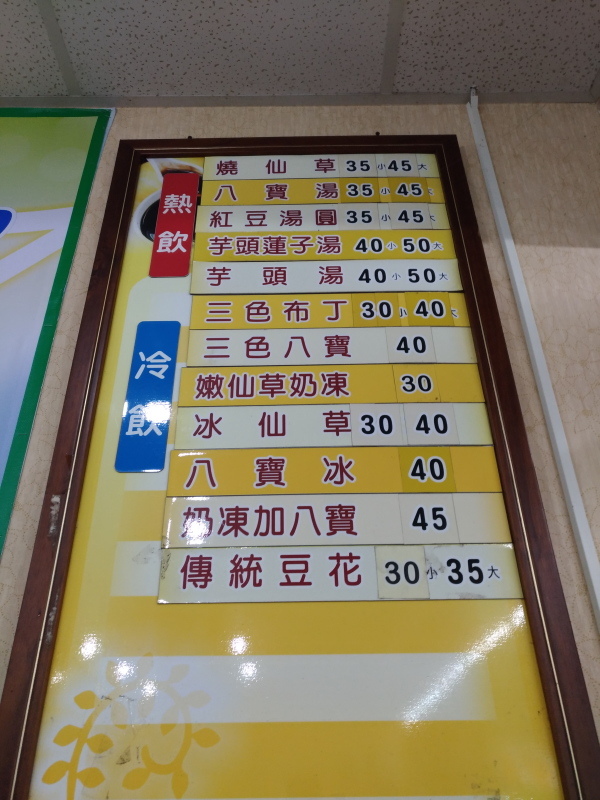 熱飲
燒仙草 35小 45大
八寶湯 35小 45大
紅豆湯圓 35小 45大
芋頭蓮子湯 40小 50大
芋頭湯 40小 50大
冷飲
三色布丁 30小 40大
三色八寶 40
嫩仙草奶凍 30
冰仙草 30 40
八寶冰 40
奶凍加八寶 45
傳統豆花 30小 35大